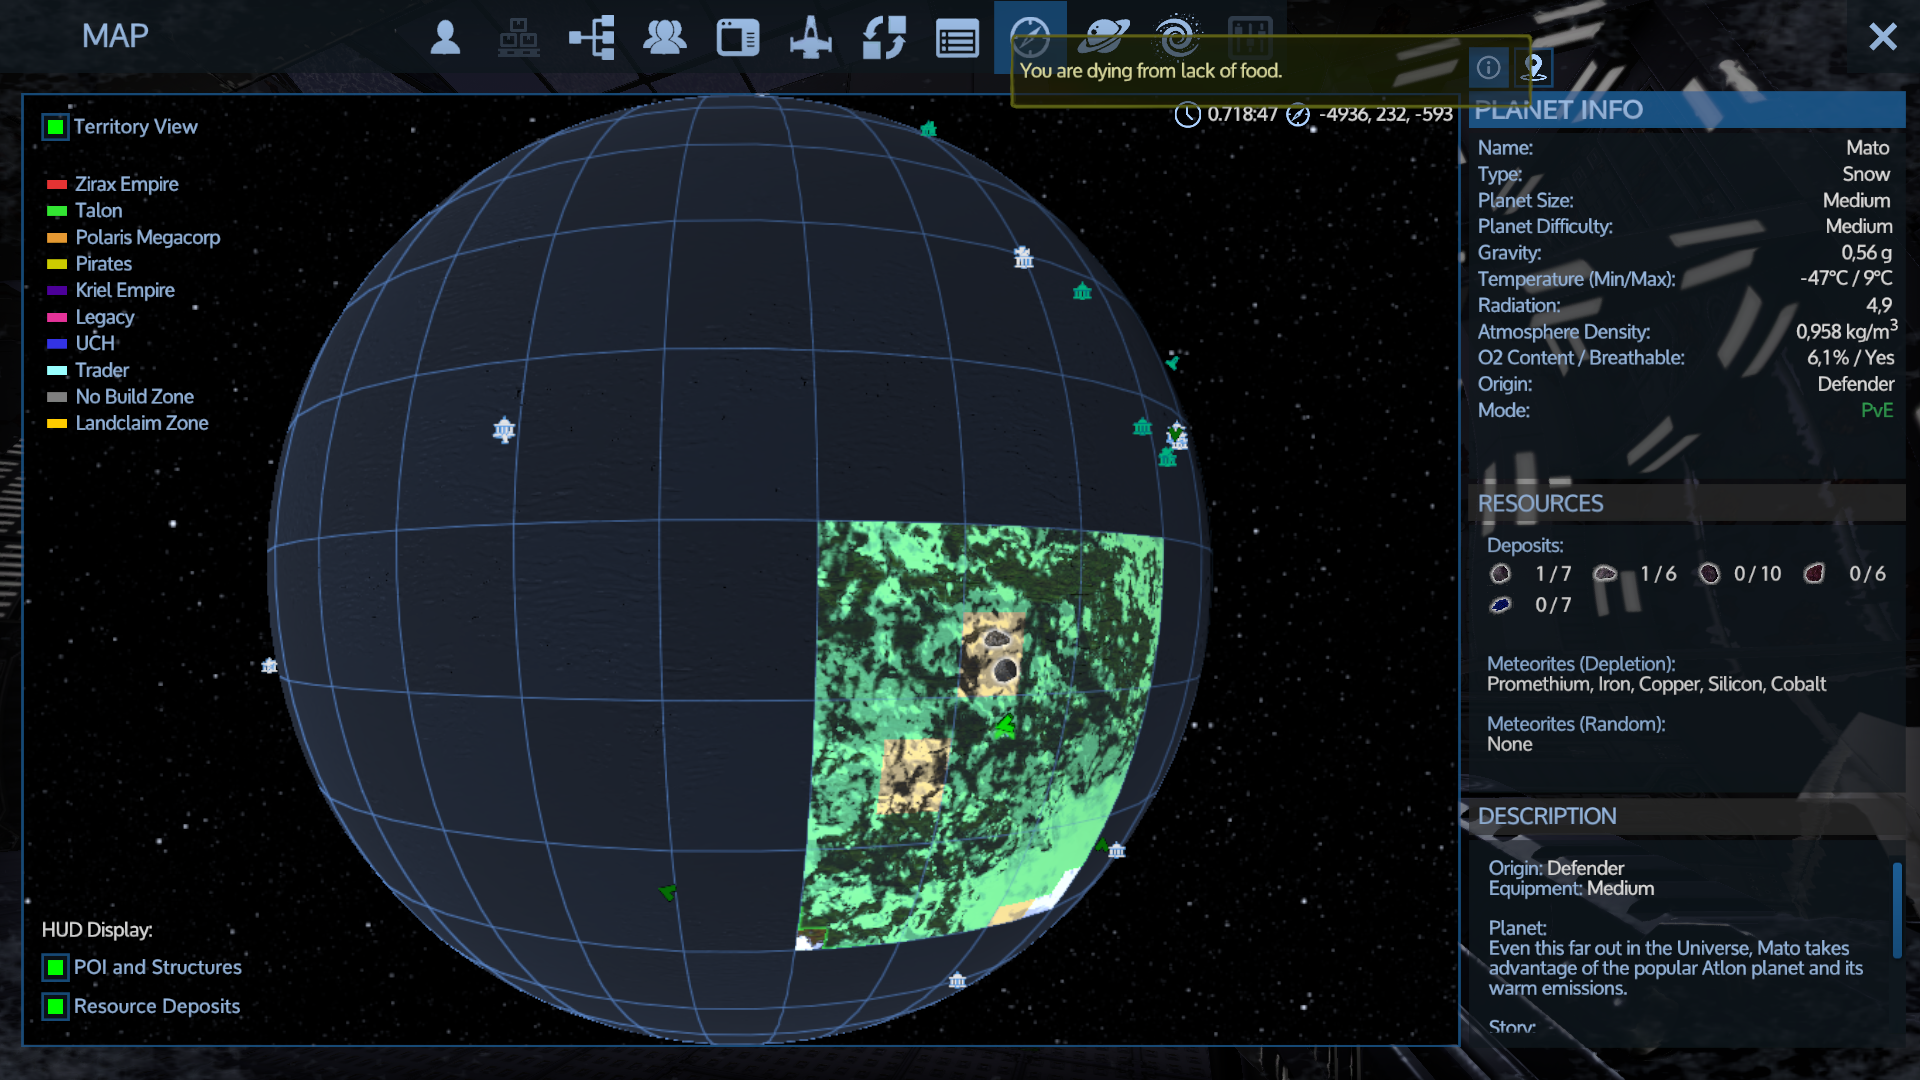 MAP
You are dying from lack of food.
0.718:47 -4936, 232, -593
Territory View
Zirax Empire
Talon
Polaris Megacorp
Pirates
Kriel Empire
Legacy
UCH
Trader
No Build Zone
Landclaim Zone
HUD Display:
POI and Structures
Resource Deposits
PLANET INFO
Name: Mato
Type: Snow
Planet Size: Medium
Planet Difficulty: Medium
Gravity: 0,56 g
Temperature (Min/Max): -47°C / 9°C
Radiation: 4,9
Atmosphere Density: 0,958 kg/m³
O2 Content / Breathable: 6,1% / Yes
Origin: Defender
Mode: PvE
RESOURCES
Deposits:
1 / 7 1 / 6 0 / 10 0 / 6
0 / 7
Meteorites (Depletion):
Promethium, Iron, Copper, Silicon, Cobalt
Meteorites (Random):
None
DESCRIPTION
Origin: Defender
Equipment: Medium
Planet:
Even this far out in the Universe, Mato takes
advantage of the popular Atlon planet and its
warm emissions.
Story: